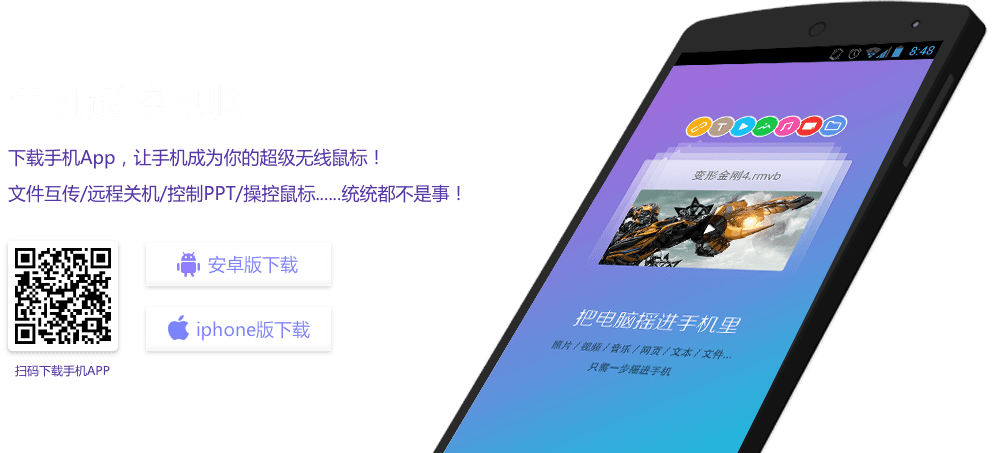 下载手机App，让手机成为你的超级无线鼠标！
文件互传/远程关机/控制PPT/操控鼠标......统统都不是事！
安卓版下载
iphone版下载
扫码下载手机APP
8:48
T
变形金刚4.rmvb
把电脑摇进手机里
照片 / 视频 / 音乐 / 网页 / 文本 / 文件...
只需一步摇进手机